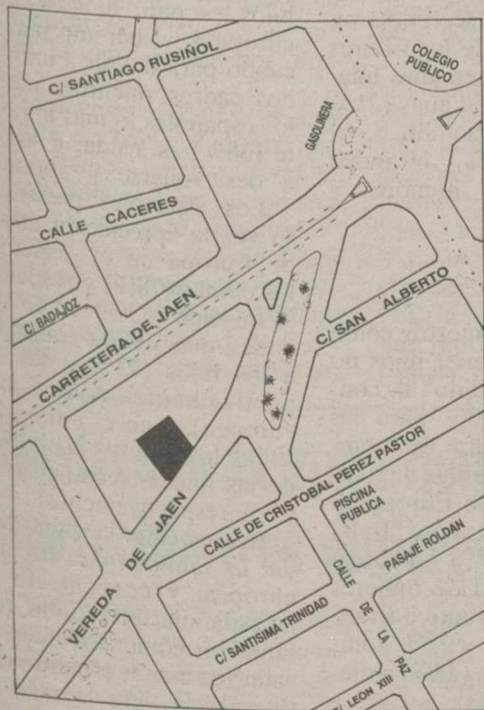 C/ SANTIAGO RUSIÑOL
COLEGIO
PUBLICO
GASOLINERA
CALLE CACERES
C/ BADAJOZ
CARRETERA DE JAEN
C/ SAN ALBERTO
VEREDA DE JAEN
CALLE DE CRISTOBAL PEREZ PASTOR
PISCINA
PUBLICA
PASAJE ROLDAN
CALLE DE LA PAZ
C/ SANTISIMA TRINIDAD
C/ LEON XIII